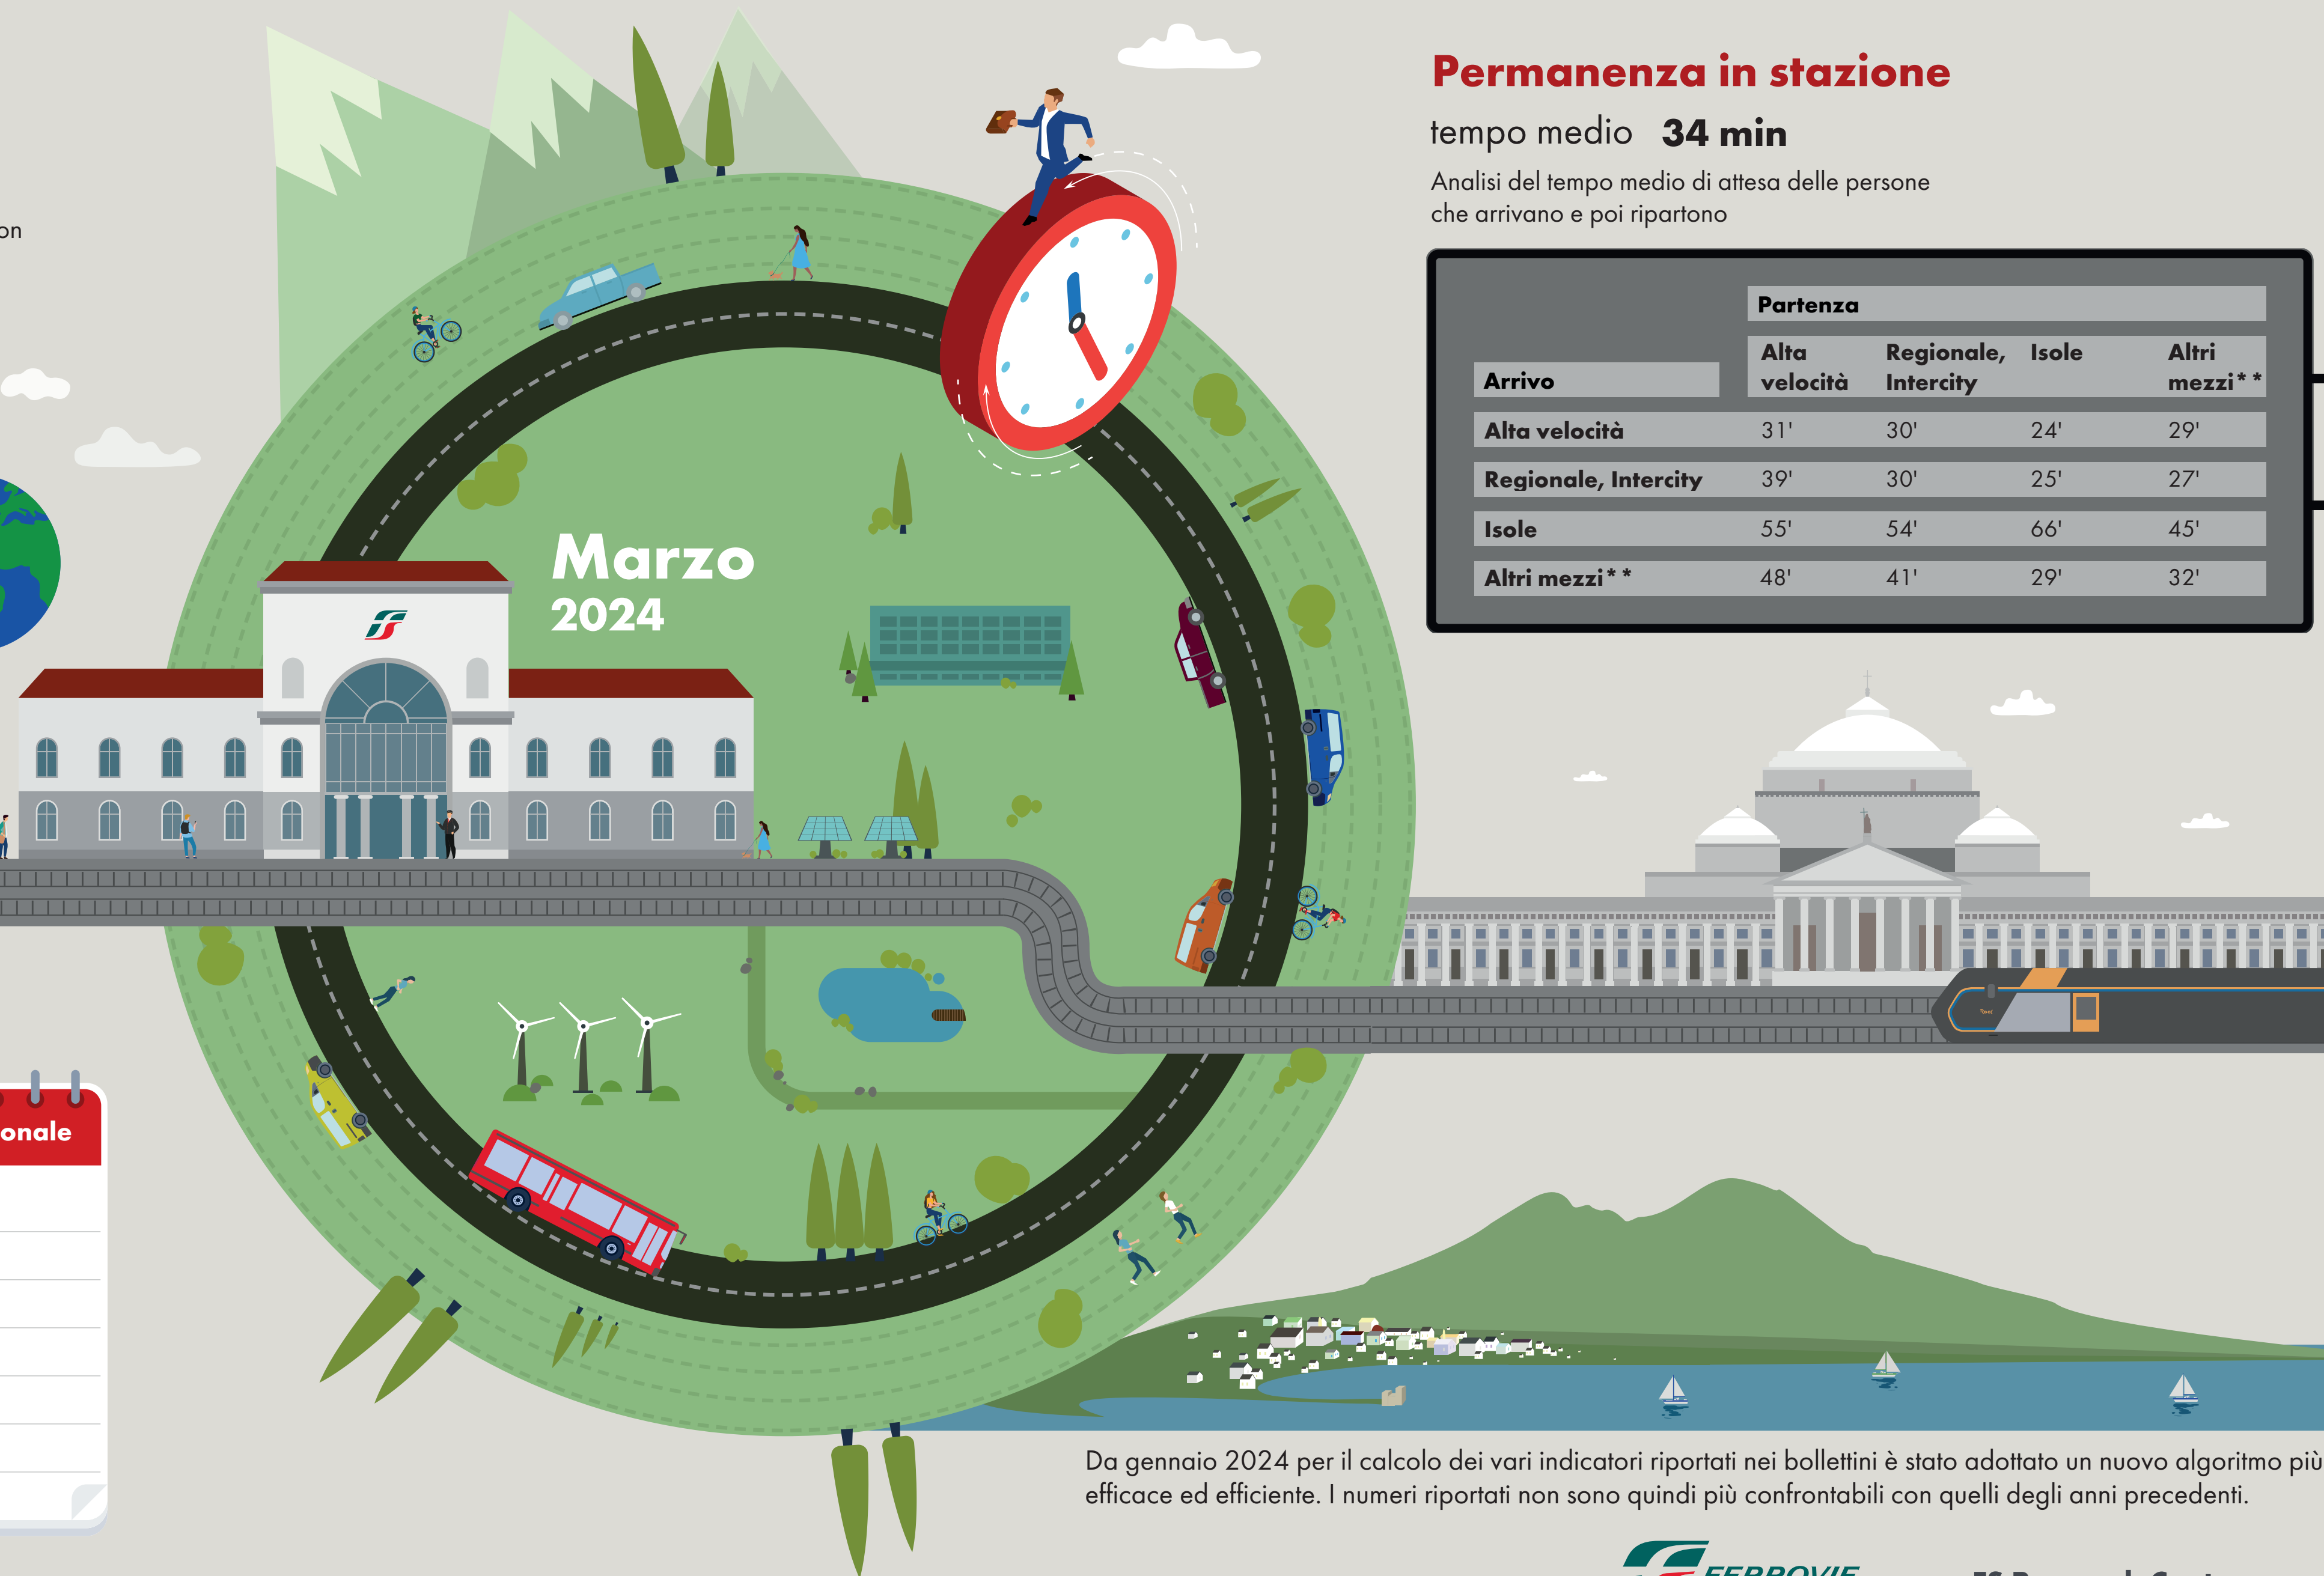 Permanenza in stazione
tempo medio 34 min
Analisi del tempo medio di attesa delle persone
che arrivano e poi ripartono
Partenza
Arrivo
Alta velocità
Regionale, Intercity
Isole
Altri mezzi**
Alta velocità 31' 30' 24' 29'
Regionale, Intercity 39' 30' 25' 27'
Isole 55' 54' 66' 45'
Altri mezzi** 48' 41' 29' 32'
Marzo
2024
on
onale
Da gennaio 2024 per il calcolo dei vari indicatori riportati nei bollettini è stato adottato un nuovo algoritmo più
efficace ed efficiente. I numeri riportati non sono quindi più confrontabili con quelli degli anni precedenti.
FERROVIE